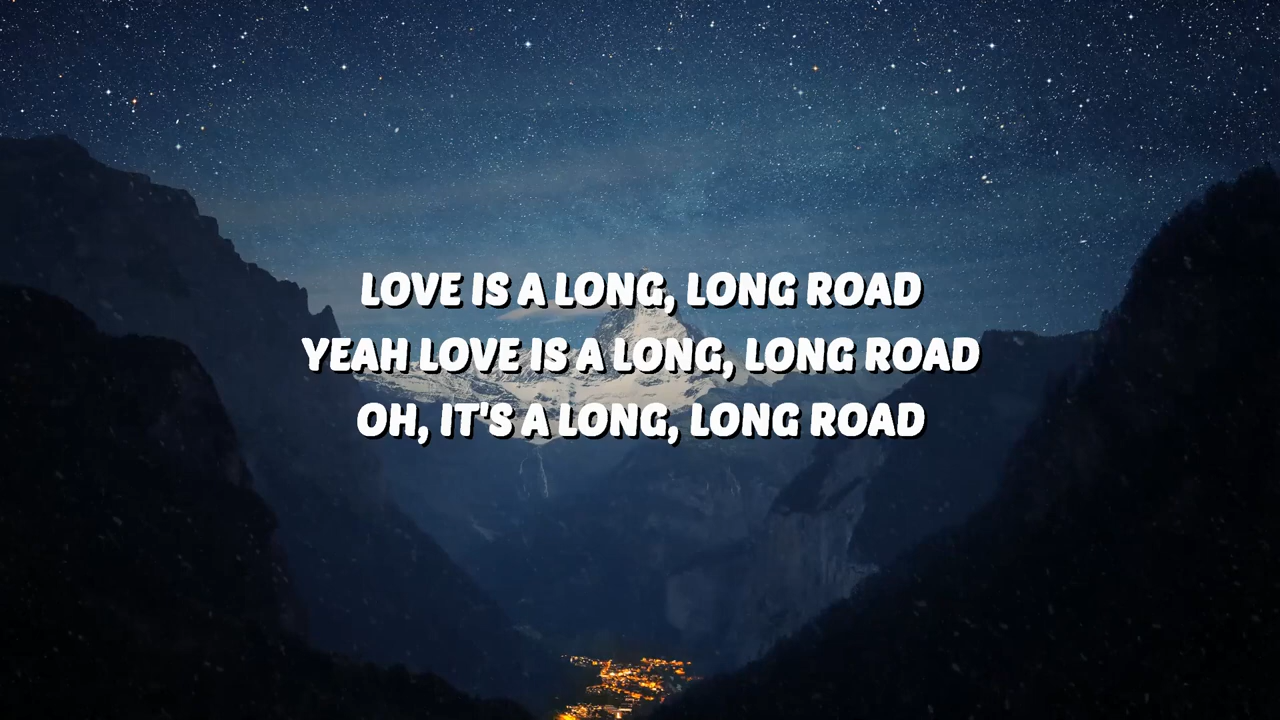 LOVE IS A LONG, LONG ROAD
YEAH LOVE IS A LONG, LONG ROAD
OH, IT'S A LONG, LONG ROAD